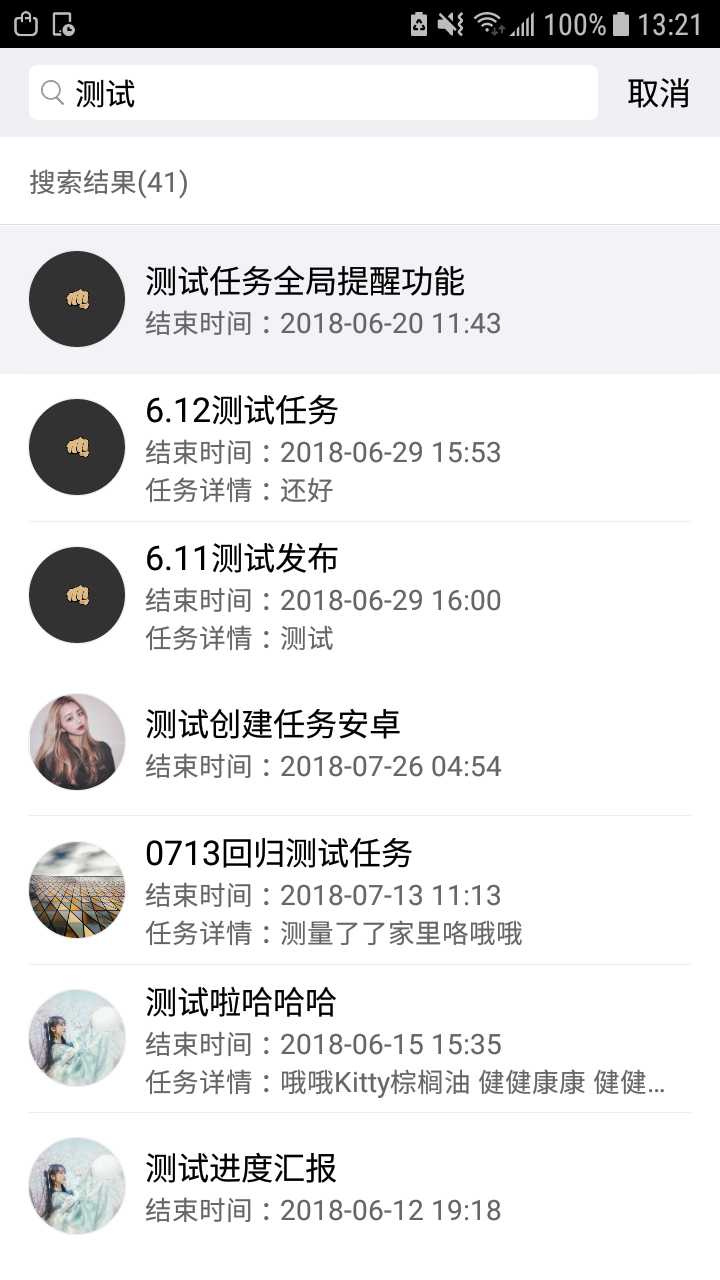 100% 13:21
测试 取消
搜索结果(41)
测试任务全局提醒功能
结束时间：2018-06-20 11:43
6.12测试任务
结束时间：2018-06-29 15:53
任务详情：还好
6.11测试发布
结束时间：2018-06-29 16:00
任务详情：测试
测试创建任务安卓
结束时间：2018-07-26 04:54
0713回归测试任务
结束时间：2018-07-13 11:13
任务详情：测量了了家里咯哦哦
测试啦哈哈哈
结束时间：2018-06-15 15:35
任务详情：哦哦Kitty棕榈油 健健康康 健健...
测试进度汇报
结束时间：2018-06-12 19:18